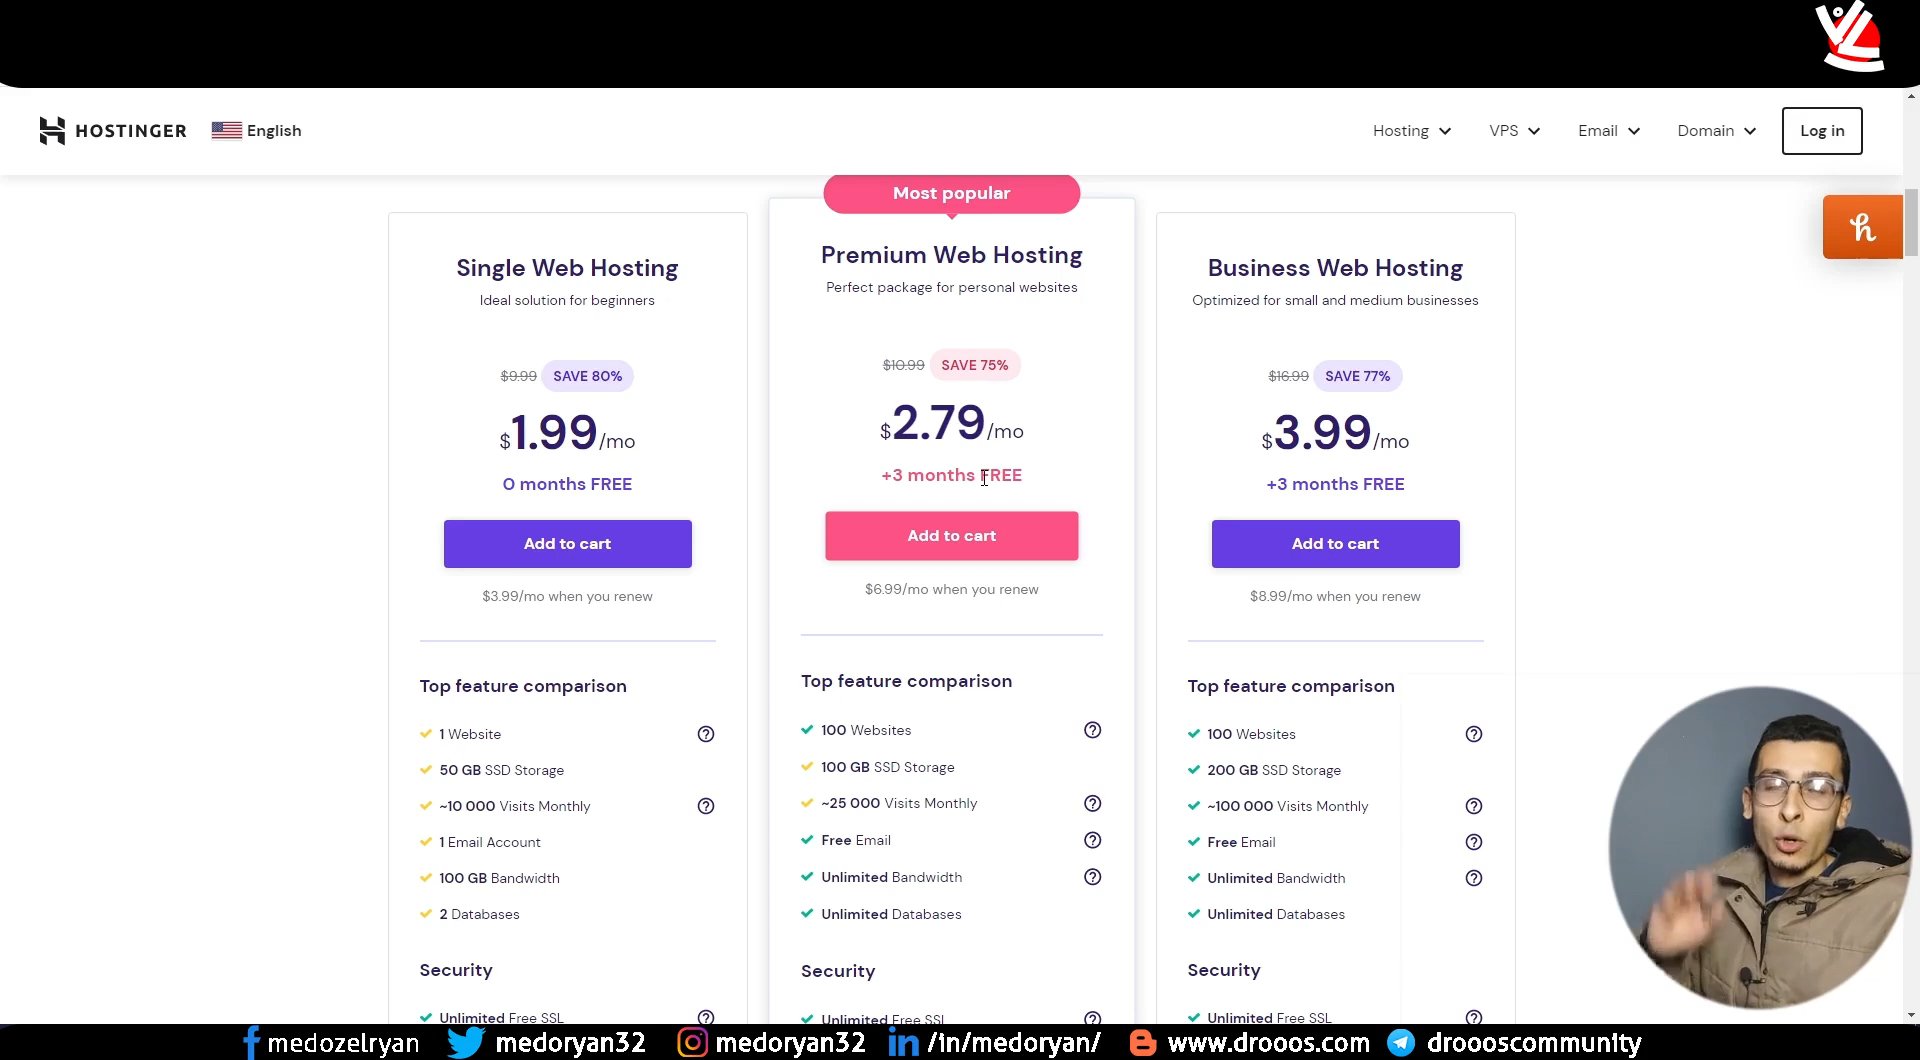 HOSTINGER
English
Hosting
VPS
Email
Domain
Log in
Most popular
Single Web Hosting
Ideal solution for beginners
$9.99 SAVE 80%
$1.99/mo
0 months FREE
Add to cart
$3.99/mo when you renew
Top feature comparison
1 Website
50 GB SSD Storage
~10 000 Visits Monthly
1 Email Account
100 GB Bandwidth
2 Databases
Security
Unlimited Free SSL
Premium Web Hosting
Perfect package for personal websites
$10.99 SAVE 75%
$2.79/mo
+3 months FREE
Add to cart
$6.99/mo when you renew
Top feature comparison
100 Websites
100 GB SSD Storage
~25 000 Visits Monthly
Free Email
Unlimited Bandwidth
Unlimited Databases
Security
Unlimited Free SSL
Business Web Hosting
Optimized for small and medium businesses
$16.99 SAVE 77%
$3.99/mo
+3 months FREE
Add to cart
$8.99/mo when you renew
Top feature comparison
100 Websites
200 GB SSD Storage
~100 000 Visits Monthly
Free Email
Unlimited Bandwidth
Unlimited Databases
Security
Unlimited Free SSL
medozelryan medoryan32 medoryan32 /in/medoryan/ www.drooos.com droooscommunity